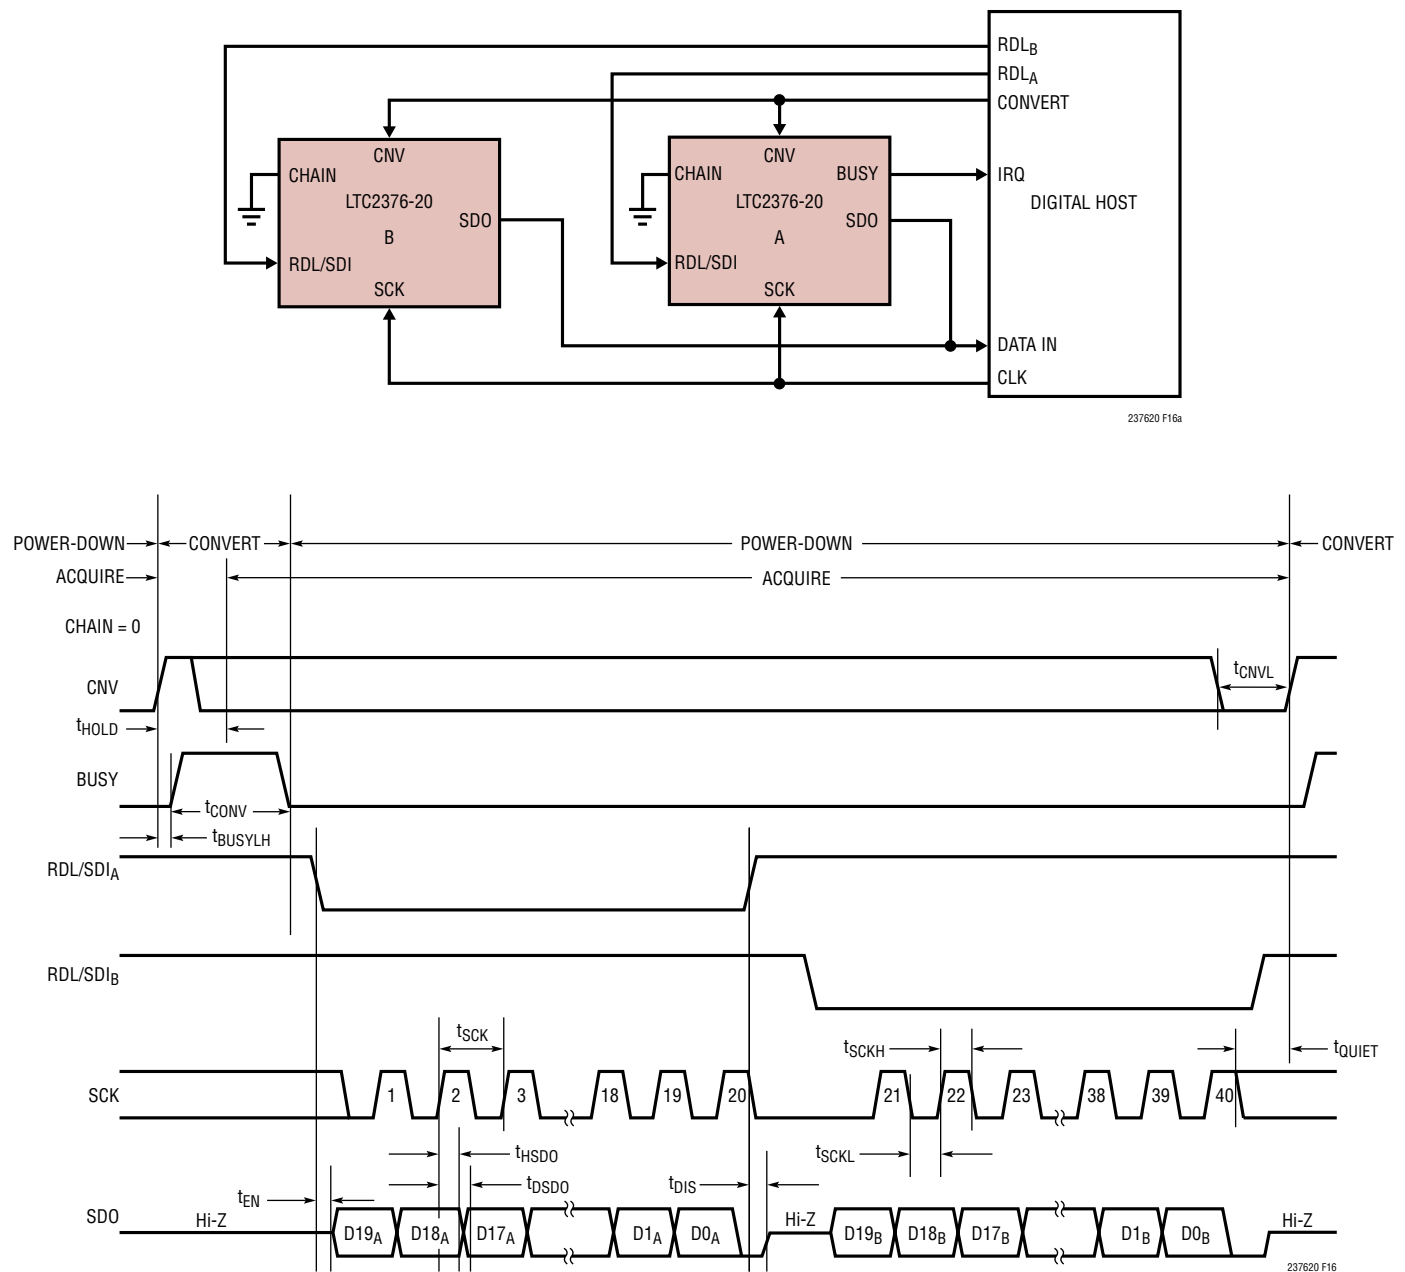 RDLB
RDLA
CONVERT
CNV
CNV
CHAIN
CHAIN
BUSY
IRQ
LTC2376-20
LTC2376-20
DIGITAL HOST
SDO
SDO
B
A
RDL/SDI
RDL/SDI
SCK
SCK
DATA IN
CLK
237620 F16a
POWER-DOWN
CONVERT
POWER-DOWN
CONVERT
ACQUIRE
ACQUIRE
CHAIN = 0
CNV
tCNVL
tHOLD
BUSY
tCONV
tBUSYLH
RDL/SDIA
RDL/SDIB
tSCK
tSCKH
tQUIET
SCK
1 2 3 18 19 20 21 22 23 38 39 40
tHSDO
tSCKL
tDSDO
tDIS
tEN
SDO
Hi-Z D19A D18A D17A D1A D0A Hi-Z D19B D18B D17B D1B D0B Hi-Z
237620 F16